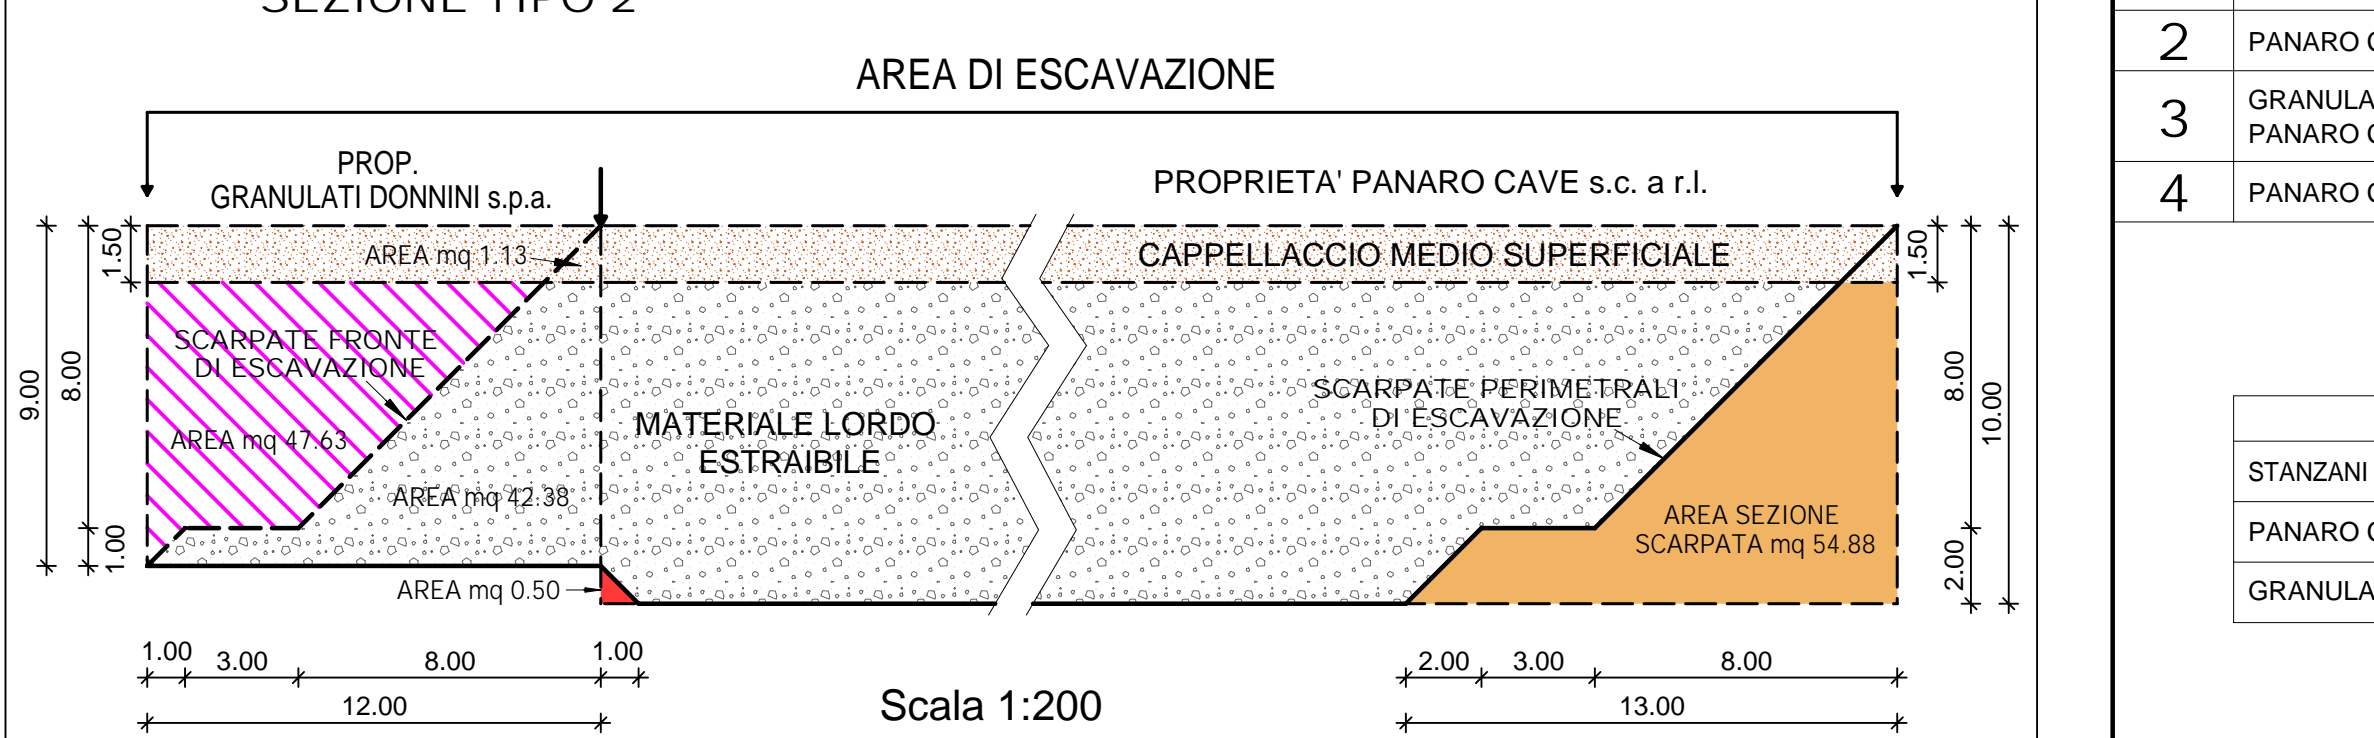 SEZIONE TIPO 2
AREA DI ESCAVAZIONE
PROP.
GRANULATI DONNINI s.p.a.
PROPRIETA' PANARO CAVE s.c. a r.l.
AREA mq 1.13
CAPPELLACCIO MEDIO SUPERFICIALE
1.50
1.50
SCARPATE FRONTE
DI ESCAVAZIONE
9.00
8.00
1.00
AREA mq 47.63
AREA mq 42.38
MATERIALE LORDO
ESTRAIBILE
SCARPATE PERIMETRALI
DI ESCAVAZIONE
8.00
10.00
2.00
AREA SEZIONE
SCARPATA mq 54.88
AREA mq 0.50
1.00
3.00
8.00
1.00
12.00
Scala 1:200
2.00
3.00
8.00
13.00
2
PANARO
3
GRANULA
PANARO
4
PANARO
STANZANI
PANARO
GRANULA